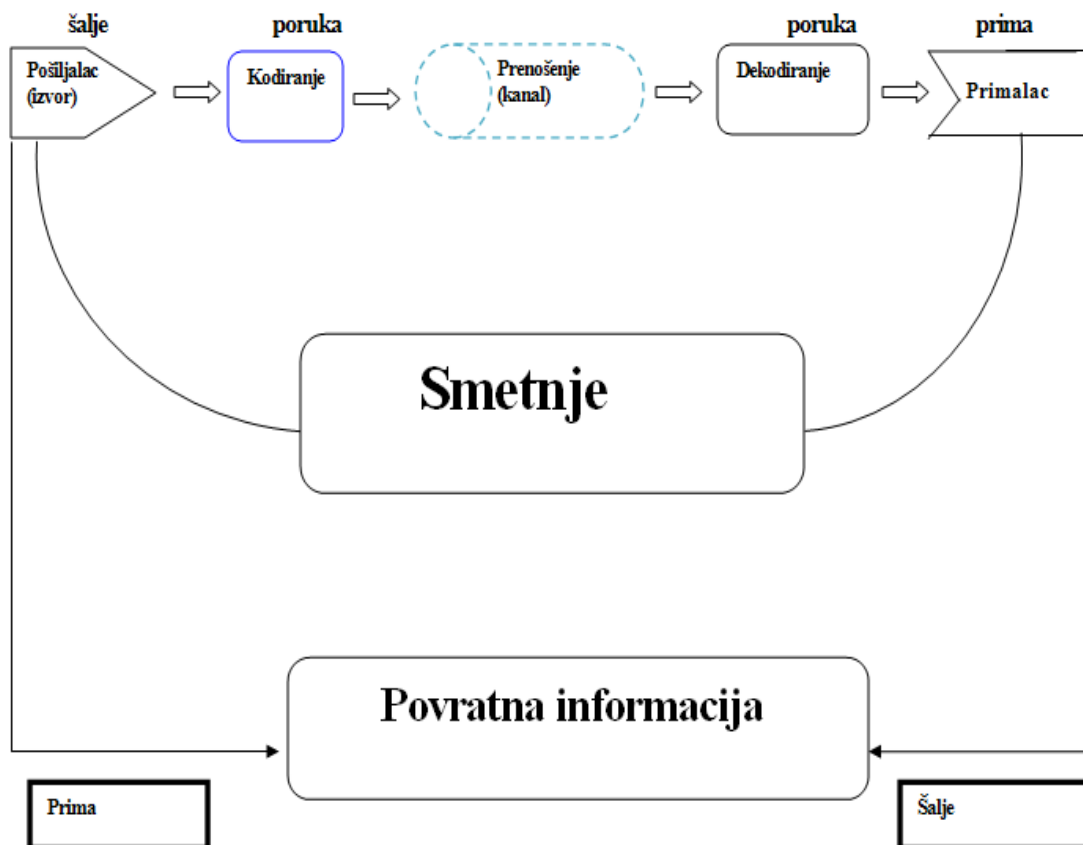 šalje
poruka
poruka
prima
Pošiljalac
(izvor)
Kodiranje
Prenošenje
(kanal)
Dekodiranje
Primalac
Smetnje
Povratna informacija
Prima
Šalje